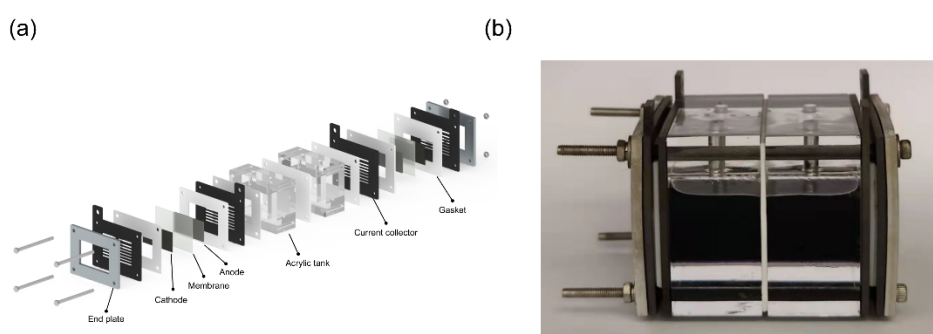 (a)
(b)
Gasket
Current collector
Acrylic tank
Anode
Membrane
Cathode
End plate